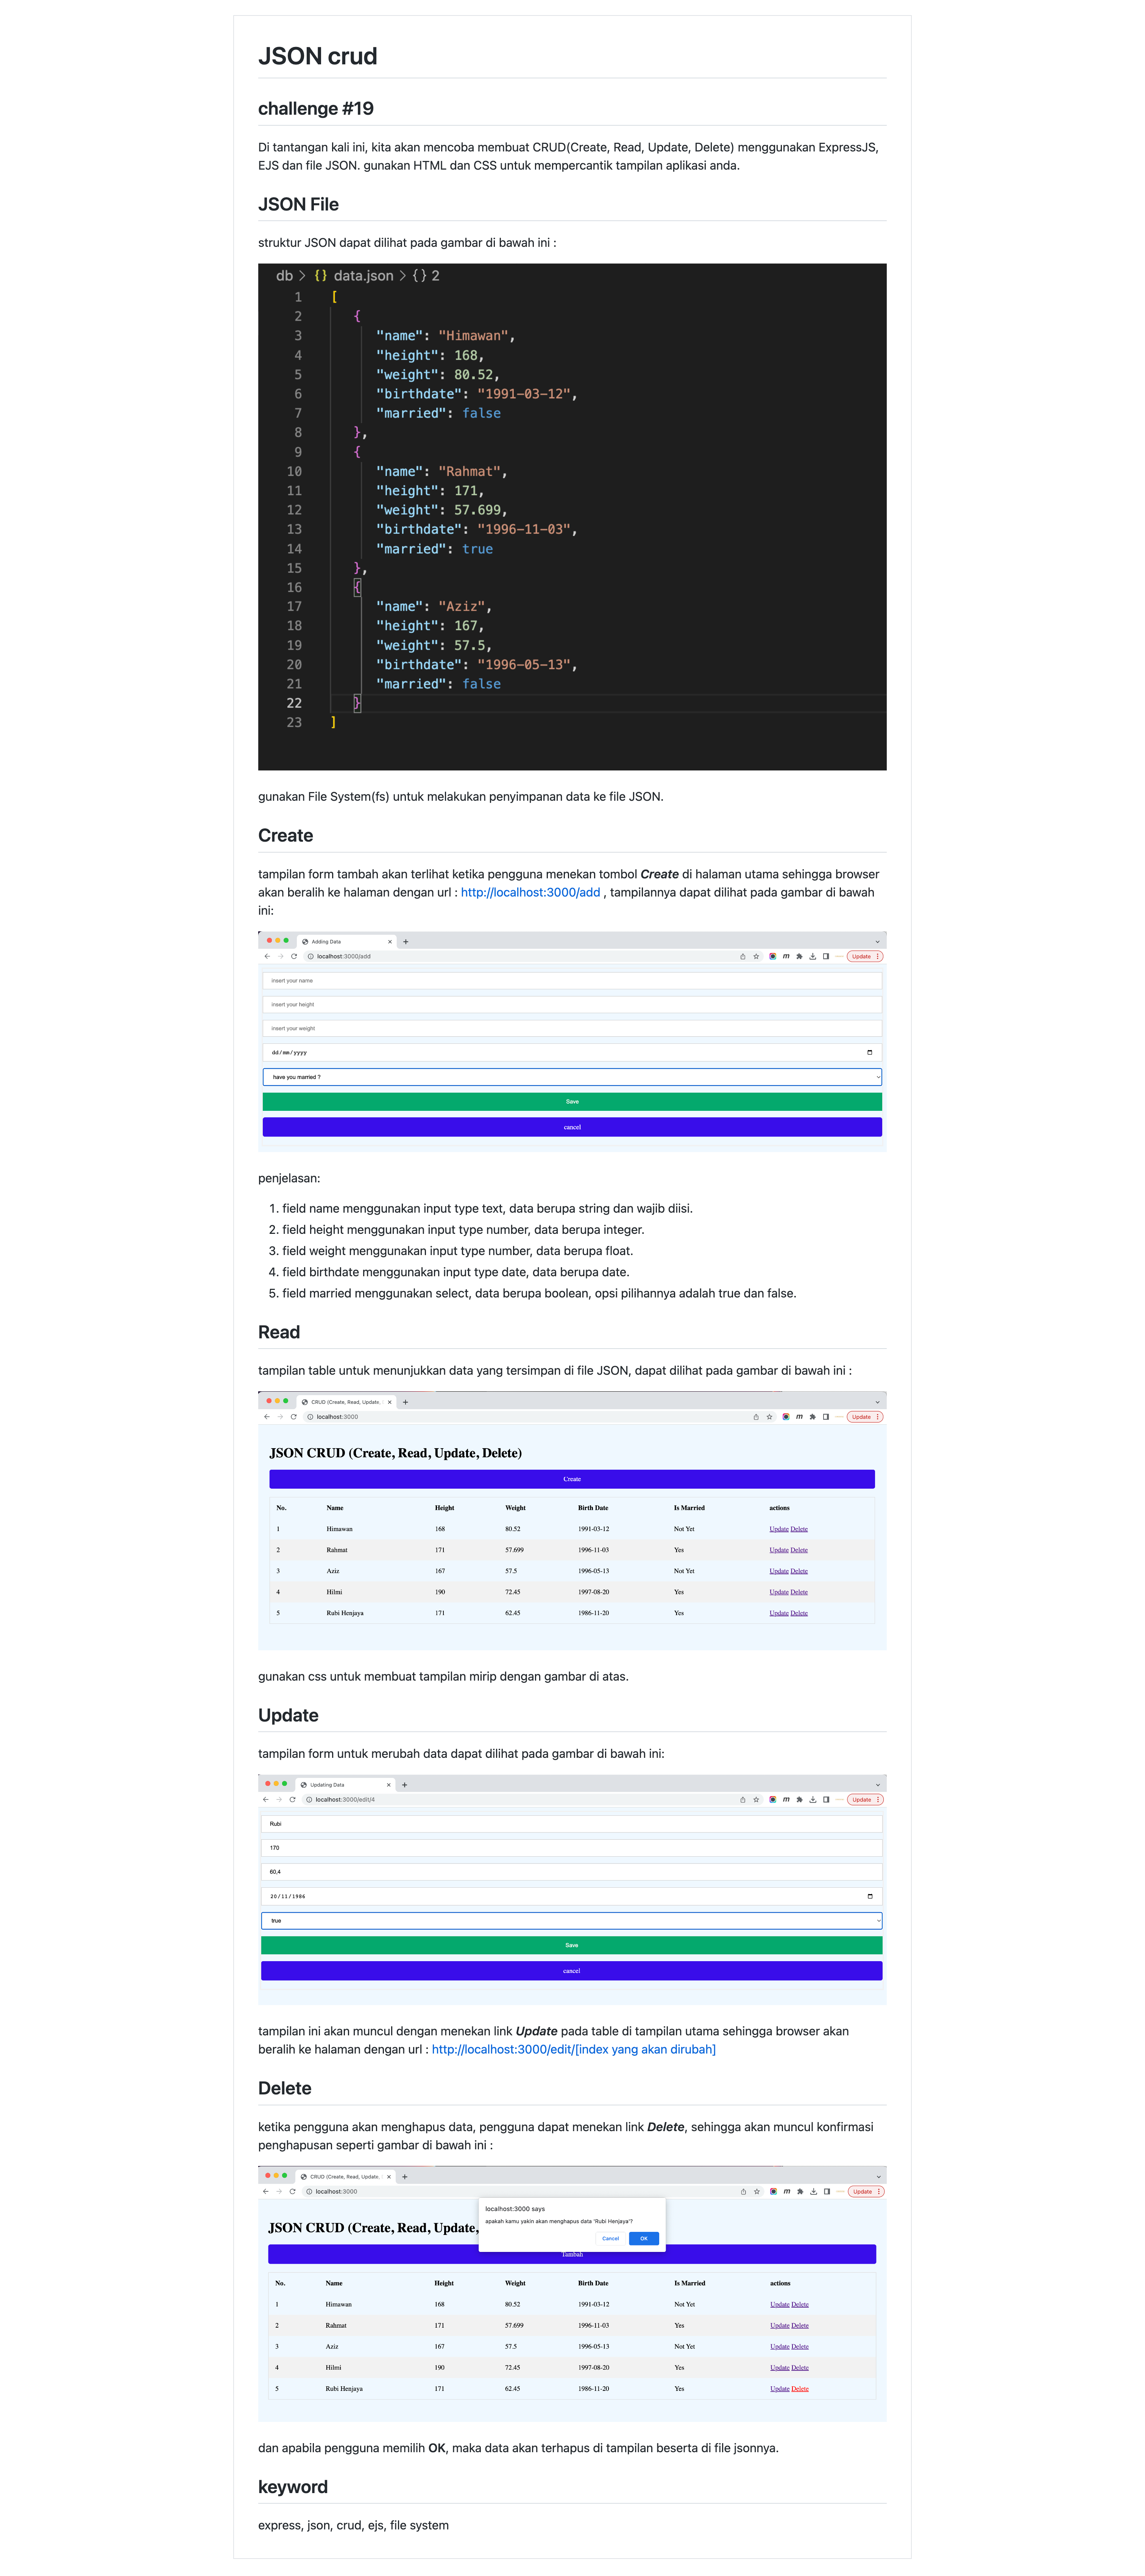 JSON crud
challenge #19
Di tantangan kali ini, kita akan mencoba membuat CRUD(Create, Read, Update, Delete) menggunakan ExpressJS,
EJS dan file JSON. gunakan HTML dan CSS untuk mempercantik tampilan aplikasi anda.
JSON File
struktur JSON dapat dilihat pada gambar di bawah ini :
db > {} data.json > {} 2
1 [
2 {
3 "name": "Himawan",
4 "height": 168,
5 "weight": 80.52,
6 "birthdate": "1991-03-12",
7 "married": false
8 },
9 {
10 "name": "Rahmat",
11 "height": 171,
12 "weight": 57.699,
13 "birthdate": "1996-11-03",
14 "married": true
15 },
16 {
17 "name": "Aziz",
18 "height": 167,
19 "weight": 57.5,
20 "birthdate": "1996-05-13",
21 "married": false
22 }
23 ]
gunakan File System(fs) untuk melakukan penyimpanan data ke file JSON.
Create
tampilan form tambah akan terlihat ketika pengguna menekan tombol Create di halaman utama sehingga browser
akan beralih ke halaman dengan url : http://localhost:3000/add , tampilannya dapat dilihat pada gambar di bawah
ini:
Adding Data
localhost:3000/add
Update
insert your name
insert your height
insert your weight
dd/mm/yyyy
have you married ?
Save
cancel
penjelasan:
1. field name menggunakan input type text, data berupa string dan wajib diisi.
2. field height menggunakan input type number, data berupa integer.
3. field weight menggunakan input type number, data berupa float.
4. field birthdate menggunakan input type date, data berupa date.
5. field married menggunakan select, data berupa boolean, opsi pilihannya adalah true dan false.
Read
tampilan table untuk menunjukkan data yang tersimpan di file JSON, dapat dilihat pada gambar di bawah ini :
CRUD (Create, Read, Update,
localhost:3000
Update
JSON CRUD (Create, Read, Update, Delete)
Create
No. Name Height Weight Birth Date Is Married actions
1 Himawan 168 80.52 1991-03-12 Not Yet Update Delete
2 Rahmat 171 57.699 1996-11-03 Yes Update Delete
3 Aziz 167 57.5 1996-05-13 Not Yet Update Delete
4 Hilmi 190 72.45 1997-08-20 Yes Update Delete
5 Rubi Henjaya 171 62.45 1986-11-20 Yes Update Delete
gunakan css untuk membuat tampilan mirip dengan gambar di atas.
Update
tampilan form untuk merubah data dapat dilihat pada gambar di bawah ini:
Updating Data
localhost:3000/edit/4
Update
Rubi
170
60,4
20/11/1986
true
Save
cancel
tampilan ini akan muncul dengan menekan link Update pada table di tampilan utama sehingga browser akan
beralih ke halaman dengan url : http://localhost:3000/edit/[index yang akan dirubah]
Delete
ketika pengguna akan menghapus data, pengguna dapat menekan link Delete, sehingga akan muncul konfirmasi
penghapusan seperti gambar di bawah ini :
CRUD (Create, Read, Update,
localhost:3000
Update
localhost:3000 says
apakah kamu yakin akan menghapus data 'Rubi Henjaya'?
Cancel OK
JSON CRUD (Create, Read, Update,
Tambah
No. Name Height Weight Birth Date Is Married actions
1 Himawan 168 80.52 1991-03-12 Not Yet Update Delete
2 Rahmat 171 57.699 1996-11-03 Yes Update Delete
3 Aziz 167 57.5 1996-05-13 Not Yet Update Delete
4 Hilmi 190 72.45 1997-08-20 Yes Update Delete
5 Rubi Henjaya 171 62.45 1986-11-20 Yes Update Delete
dan apabila pengguna memilih OK, maka data akan terhapus di tampilan beserta di file jsonnya.
keyword
express, json, crud, ejs, file system